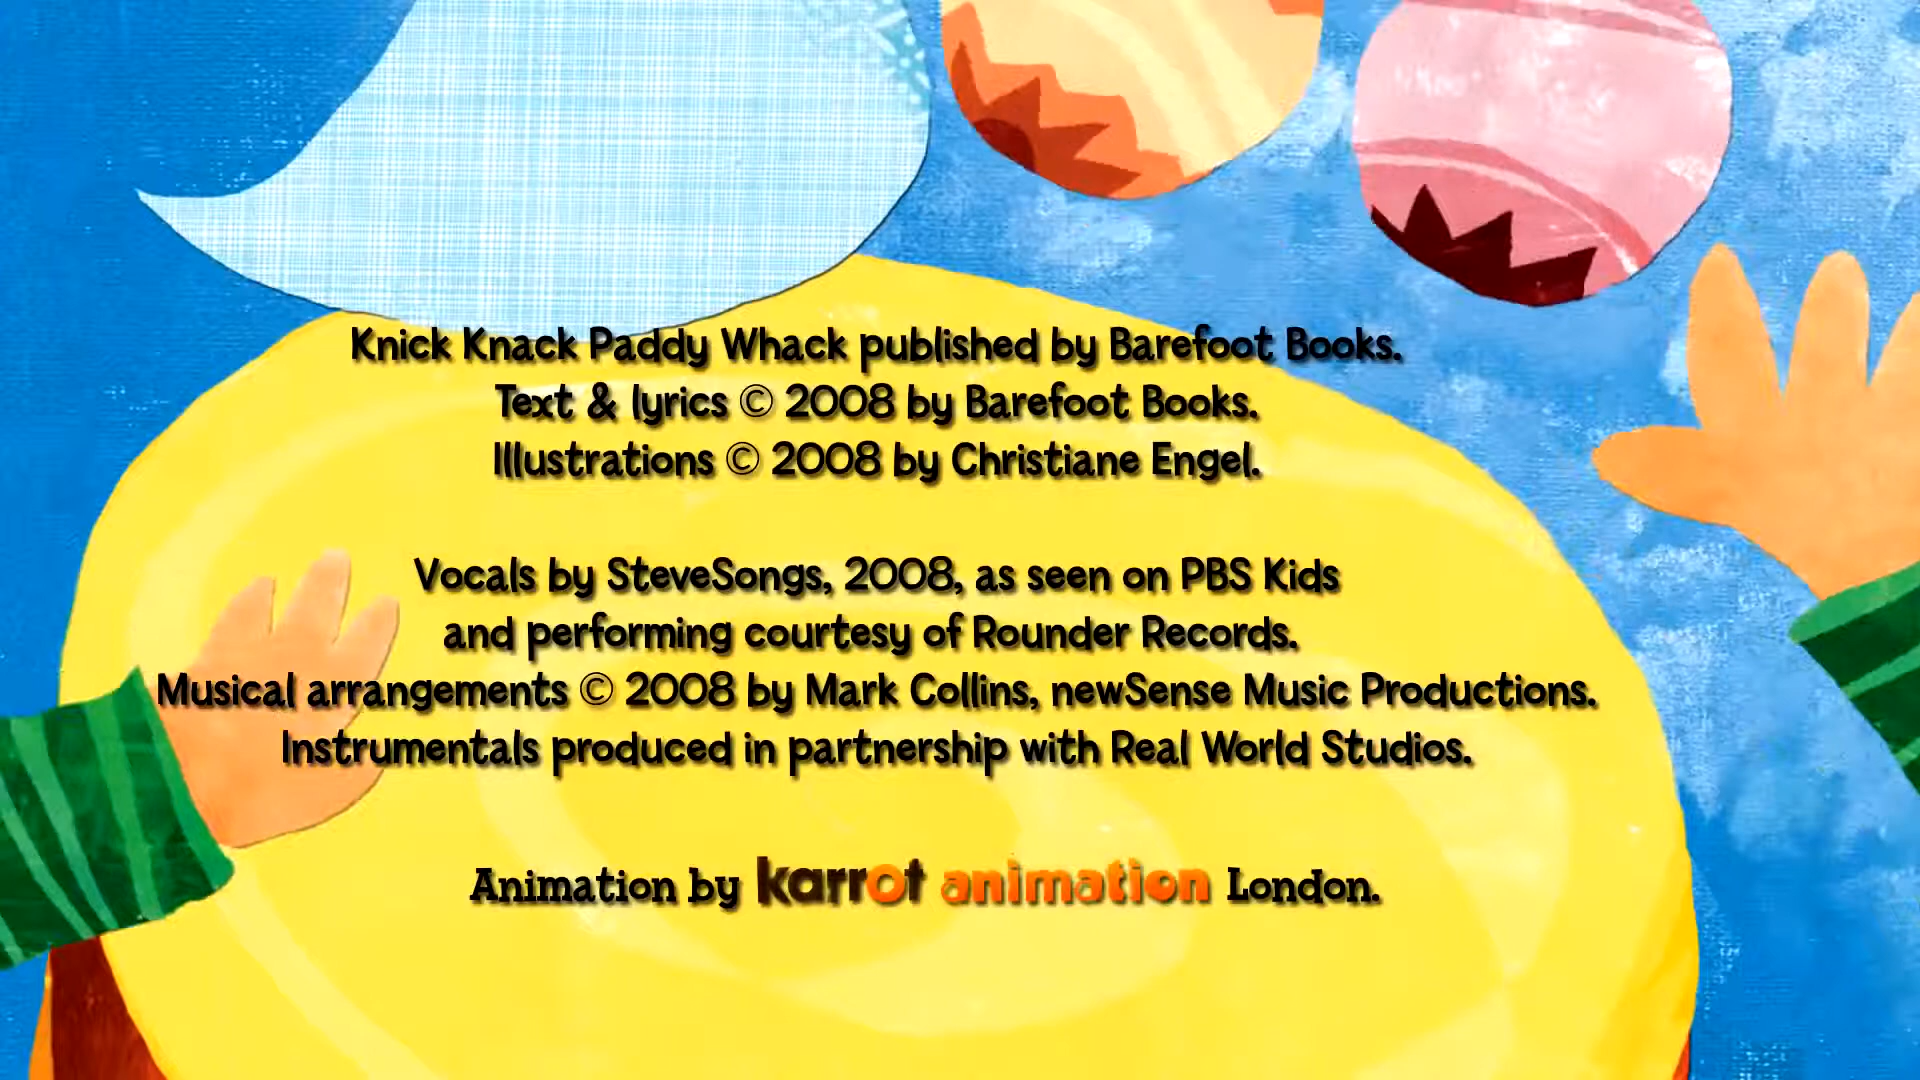 Knick Knack Paddy Whack published by Barefoot Books.
Text & lyrics © 2008 by Barefoot Books.
Illustrations © 2008 by Christiane Engel.
Vocals by SteveSongs, 2008, as seen on PBS Kids
and performing courtesy of Rounder Records.
Musical arrangements © 2008 by Mark Collins, newSense Music Productions.
Instrumentals produced in partnership with Real World Studios.
Animation by karrot animation London.